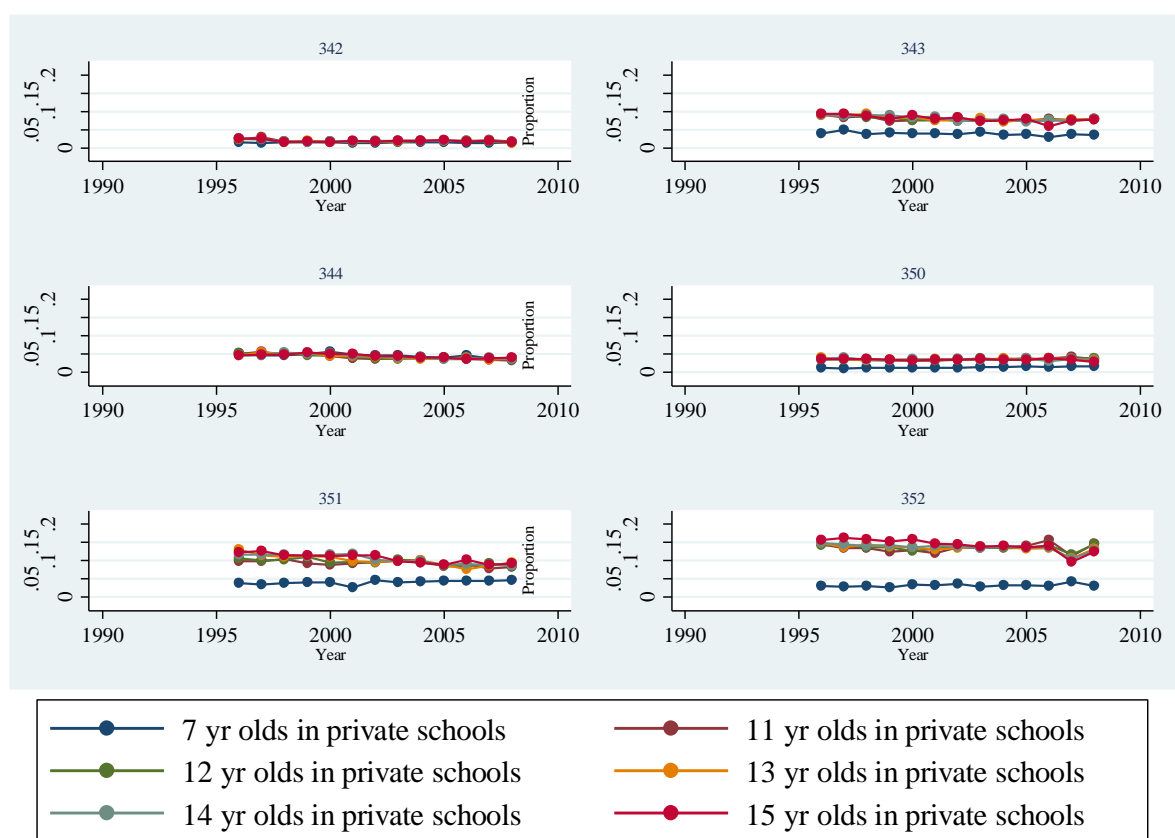 342
343
0 .05 .1 .15 .2
Proportion
0 .05 .1 .15 .2
1990 1995 2000 2005 2010
Year
1990 1995 2000 2005 2010
Year
344
350
0 .05 .1 .15 .2
Proportion
0 .05 .1 .15 .2
1990 1995 2000 2005 2010
Year
1990 1995 2000 2005 2010
Year
351
352
0 .05 .1 .15 .2
Proportion
0 .05 .1 .15 .2
1990 1995 2000 2005 2010
Year
1990 1995 2000 2005 2010
Year
7 yr olds in private schools
11 yr olds in private schools
12 yr olds in private schools
13 yr olds in private schools
14 yr olds in private schools
15 yr olds in private schools